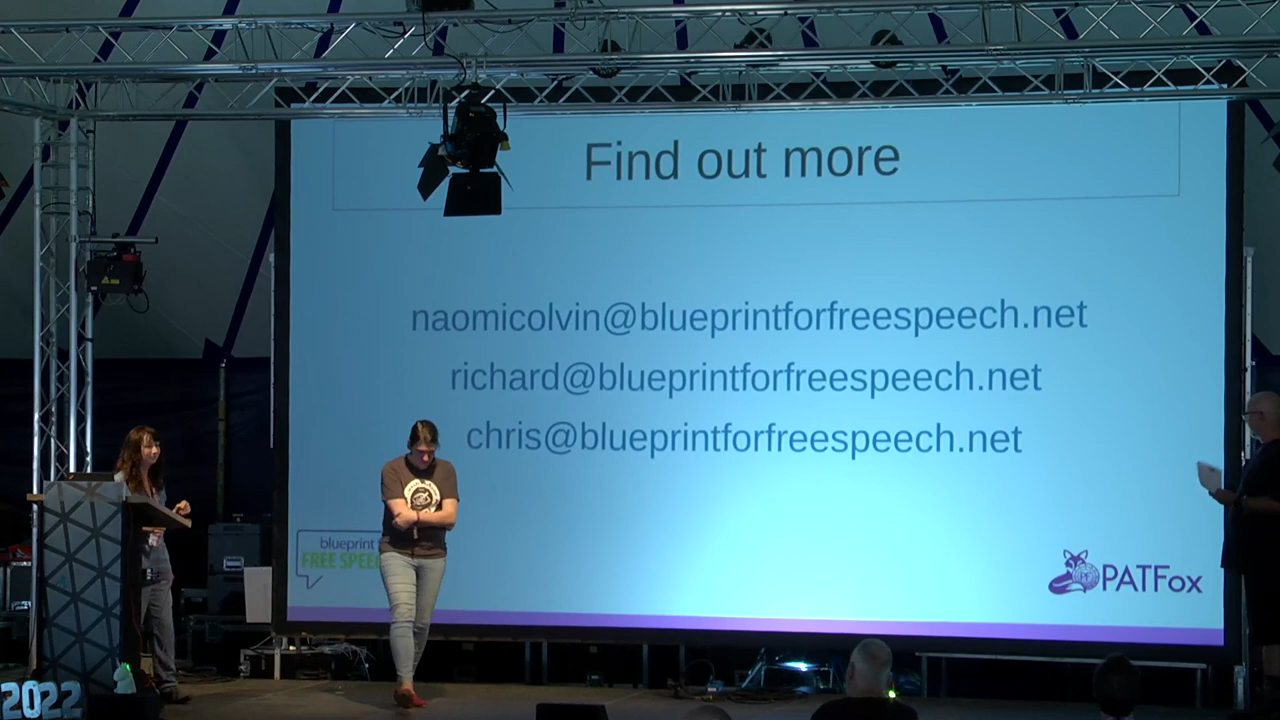 Find out more
naomicolvin@blueprintforfreespeech.net
richard@blueprintforfreespeech.net
chris@blueprintforfreespeech.net
blueprint
FREE SPEE
PATFox
2022